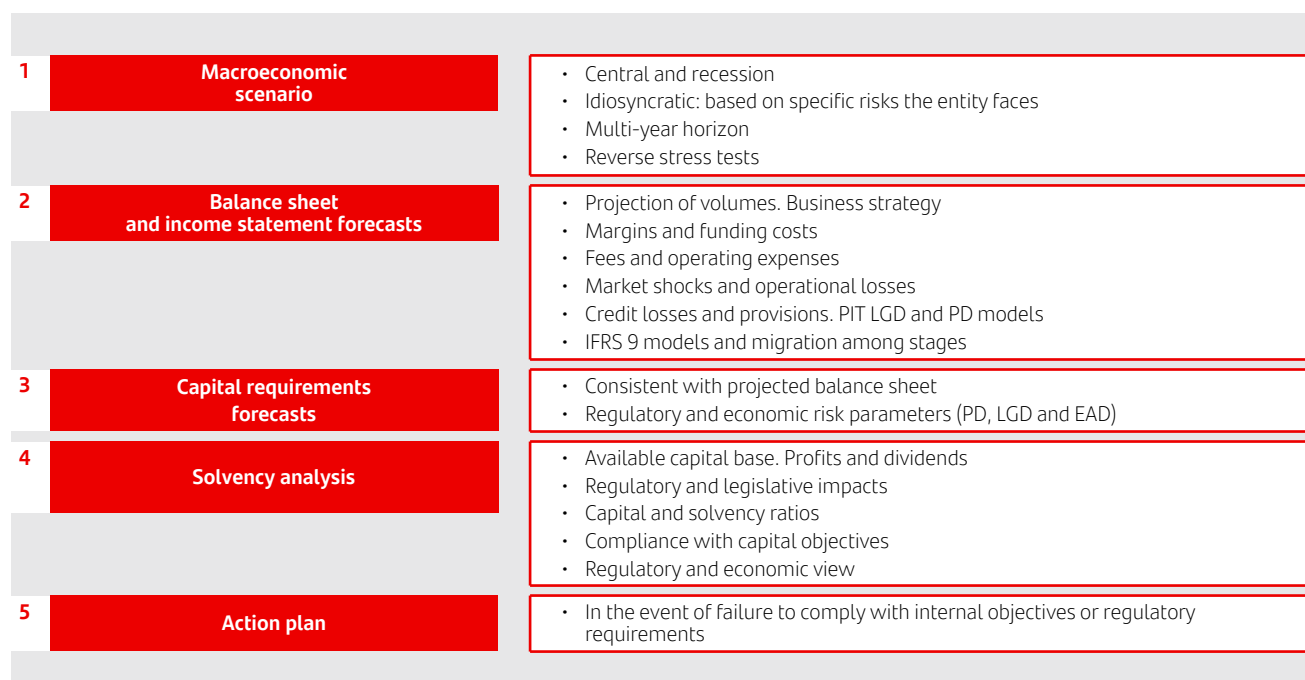 1
Macroeconomic
scenario
• Central and recession
• Idiosyncratic: based on specific risks the entity faces
• Multi-year horizon
• Reverse stress tests
2
Balance sheet
and income statement forecasts
• Projection of volumes. Business strategy
• Margins and funding costs
• Fees and operating expenses
• Market shocks and operational losses
• Credit losses and provisions. PIT LGD and PD models
• IFRS 9 models and migration among stages
3
Capital requirements
forecasts
• Consistent with projected balance sheet
• Regulatory and economic risk parameters (PD, LGD and EAD)
4
Solvency analysis
• Available capital base. Profits and dividends
• Regulatory and legislative impacts
• Capital and solvency ratios
• Compliance with capital objectives
• Regulatory and economic view
5
Action plan
• In the event of failure to comply with internal objectives or regulatory
requirements